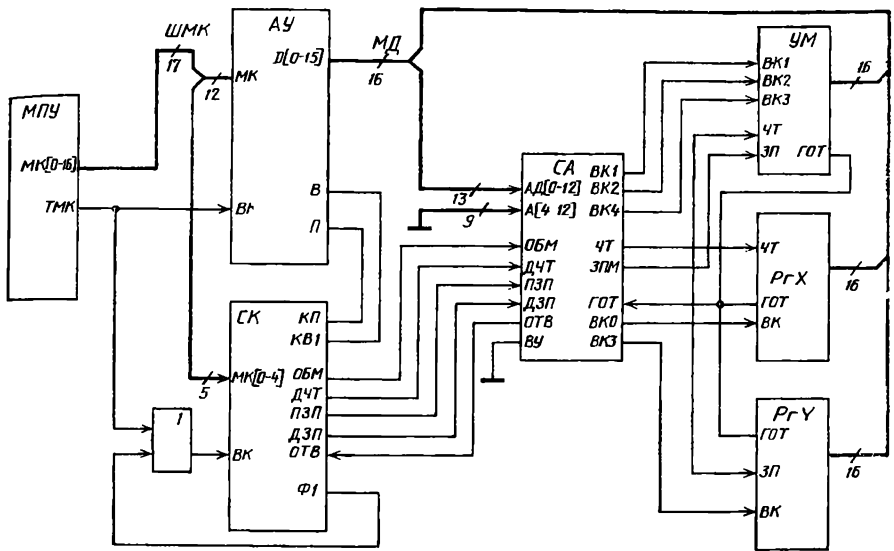 МПУ
МК[0-16]
ТМК
ШМК
17
12
АУ
МК
D[0-15]
В
П
ВК
СК
КП
КВ1
МК[0-4]
5
ОБМ
ДЧТ
ПЗП
ДЗП
ОТВ
ВК
Ф1
1
МД
16
13
9
СА
АД[0-12]
А[4 12]
ОБМ
ДЧТ
ПЗП
ДЗП
ОТВ
ВУ
ВК1
ВК2
ВК4
ЧТ
ЗПМ
ГОТ
ВК0
ВК3
УМ
ВК1
ВК2
ВК3
ЧТ
ЗП
ГОТ
16
РгХ
ЧТ
ГОТ
ВК
16
РгY
ГОТ
ЗП
ВК
16